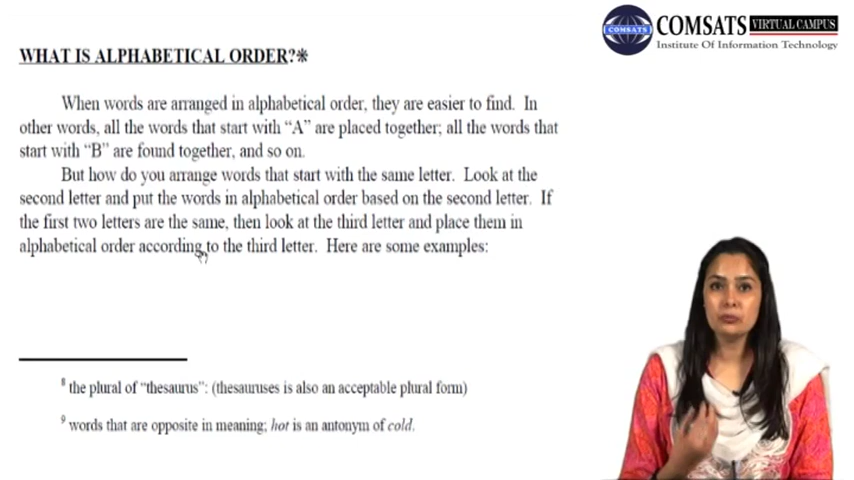 COMSATS
COMSATS VIRTUAL CAMPUS
Institute Of Information Technology
WHAT IS ALPHABETICAL ORDER?※
When words are arranged in alphabetical order, they are easier to find. In
other words, all the words that start with “A” are placed together; all the words that
start with “B” are found together, and so on.
But how do you arrange words that start with the same letter. Look at the
second letter and put the words in alphabetical order based on the second letter. If
the first two letters are the same, then look at the third letter and place them in
alphabetical order according to the third letter. Here are some examples:
8 the plural of “thesaurus”: (thesauruses is also an acceptable plural form)
9 words that are opposite in meaning; hot is an antonym of cold.